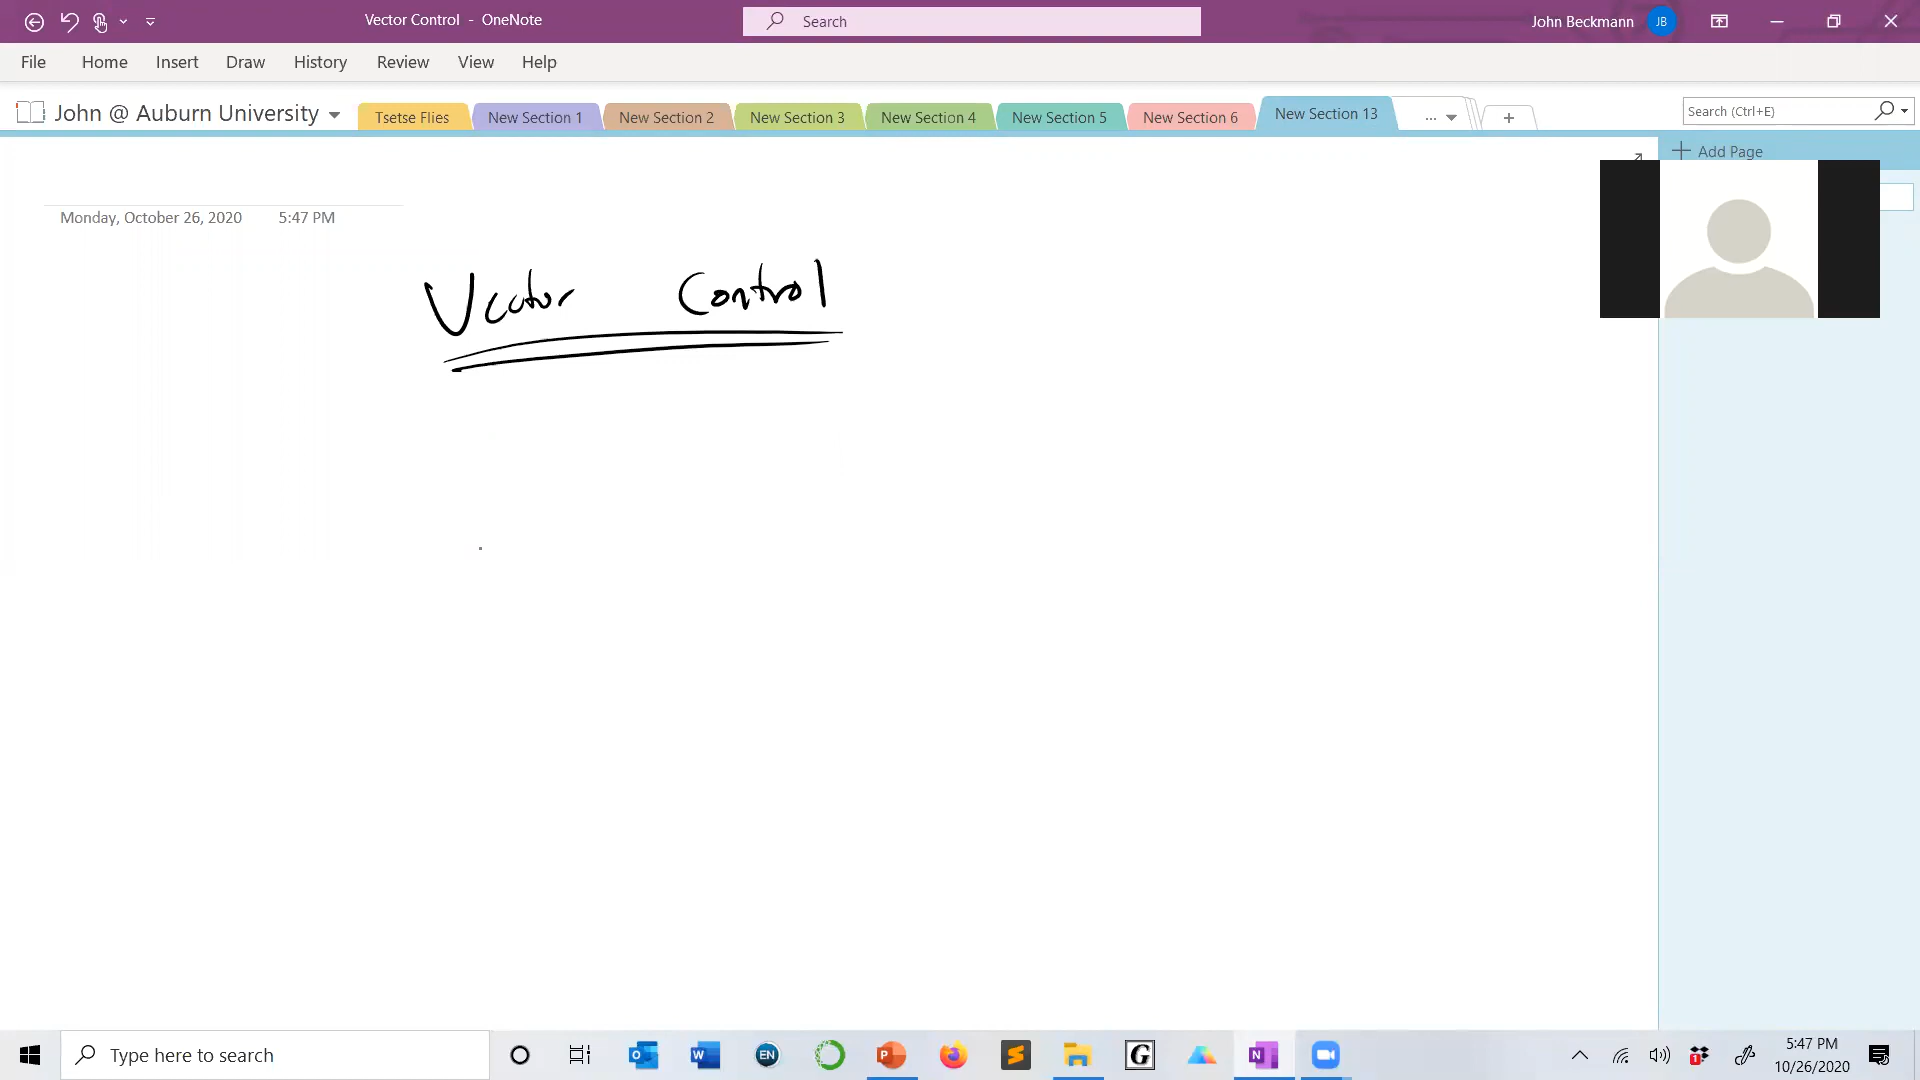 Vector Control - OneNote
Search
John Beckmann
JB
File Home Insert Draw History Review View Help
John @ Auburn University
Tsetse Flies
New Section 1
New Section 2
New Section 3
New Section 4
New Section 5
New Section 6
New Section 13
...
+
Search (Ctrl+E)
Add Page
Monday, October 26, 2020 5:47 PM
Vector Control
Type here to search
O
W
EN
P
S
G
N
1
5:47 PM
10/26/2020